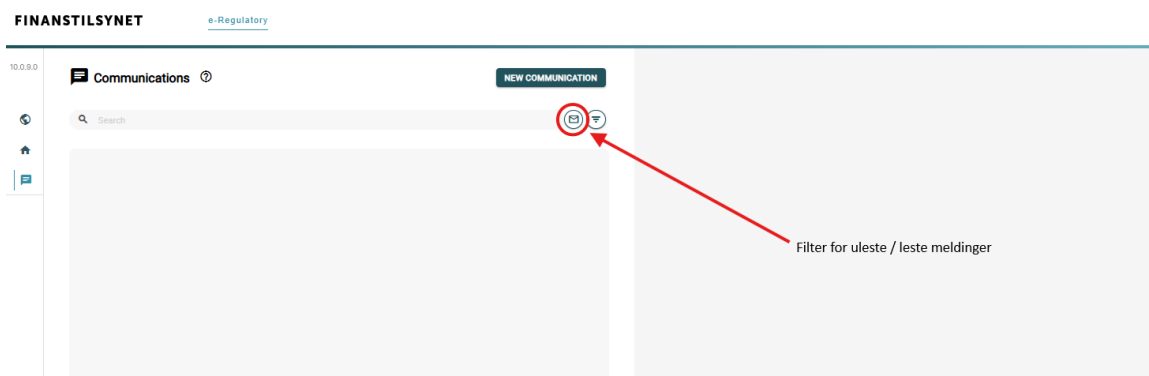 FINANSTILSYNET
e-Regulatory
10.0.9.0
Communications
NEW COMMUNICATION
Search
Filter for uleste / leste meldinger